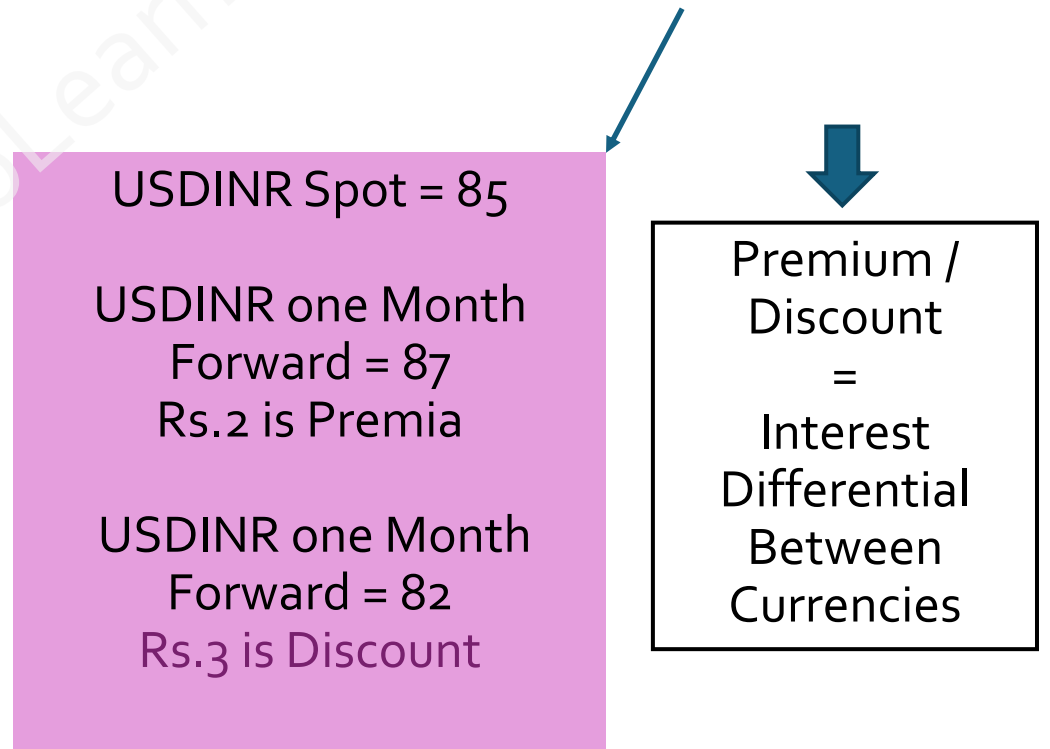 USDINR Spot = 85
USDINR one Month
Forward = 87
Rs.2 is Premia
USDINR one Month
Forward = 82
Rs.3 is Discount
Premium /
Discount
=
Interest
Differential
Between
Currencies